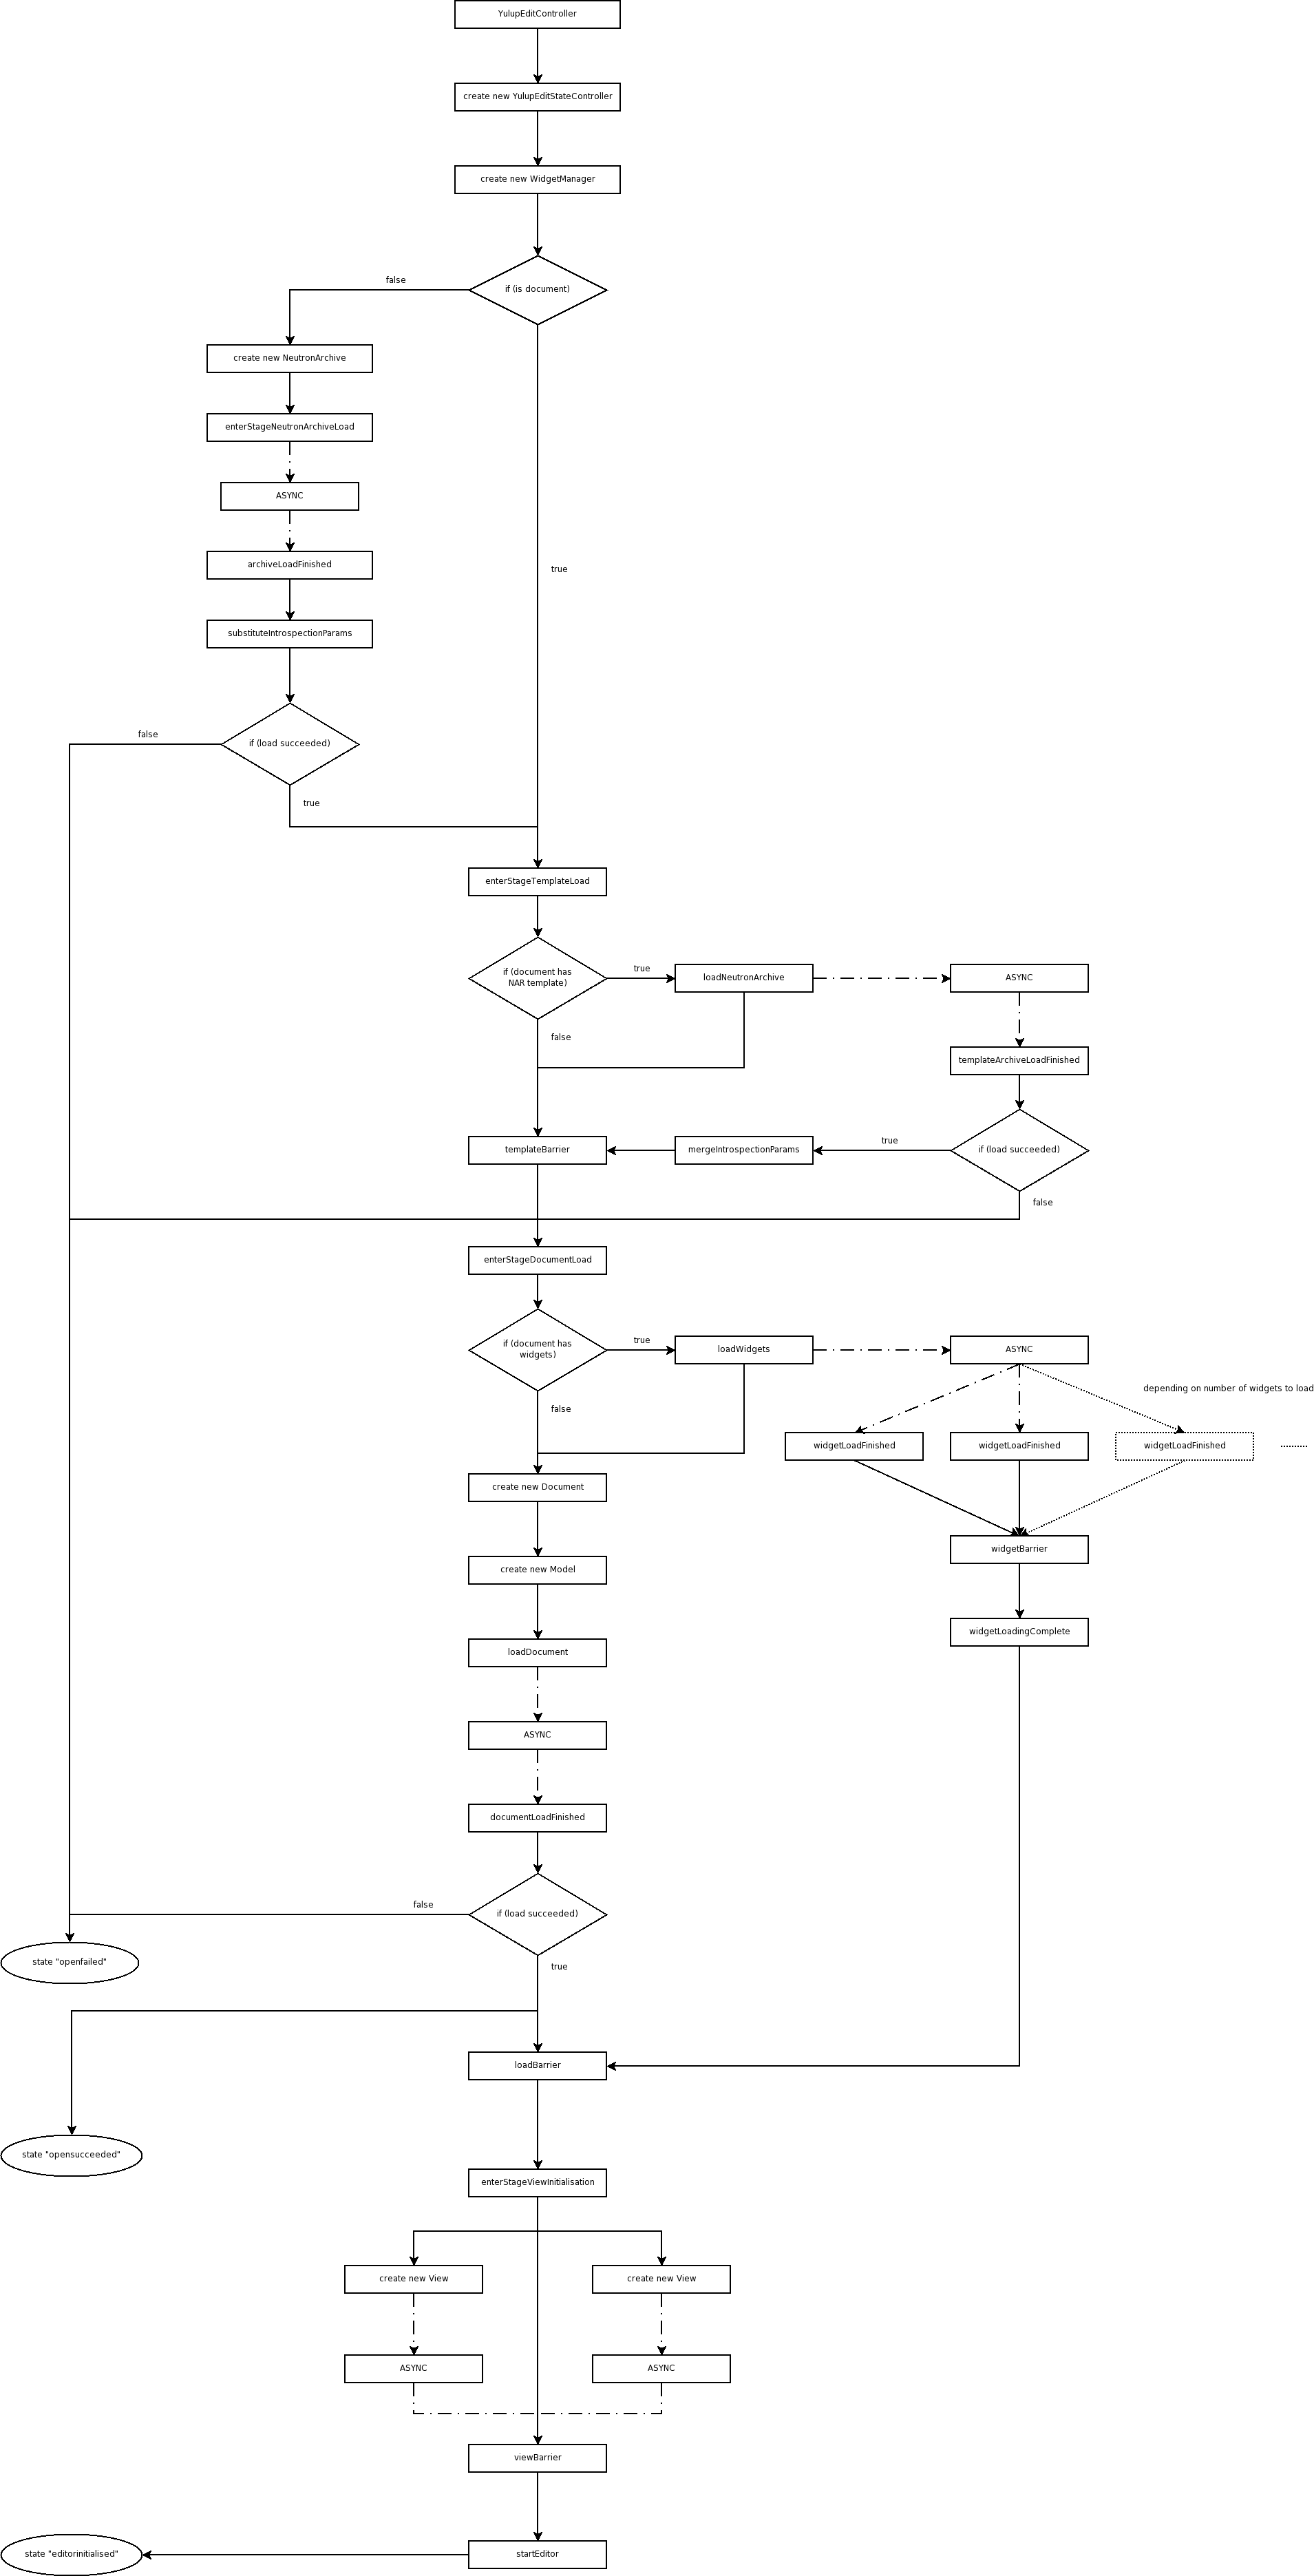 YulupEditController
create new YulupEditStateController
create new WidgetManager
if (is document)
false
create new NeutronArchive
enterStageNeutronArchiveLoad
ASYNC
archiveLoadFinished
true
substituteIntrospectionParams
false
if (load succeeded)
true
enterStageTemplateLoad
if (document has
NAR template)
true
loadNeutronArchive
ASYNC
false
templateArchiveLoadFinished
templateBarrier
mergeIntrospectionParams
true
if (load succeeded)
false
enterStageDocumentLoad
if (document has
widgets)
true
loadWidgets
ASYNC
depending on number of widgets to load
false
widgetLoadFinished
widgetLoadFinished
widgetLoadFinished
create new Document
widgetBarrier
create new Model
widgetLoadingComplete
loadDocument
ASYNC
documentLoadFinished
false
if (load succeeded)
state "openfailed"
true
loadBarrier
state "opensucceeded"
enterStageViewInitialisation
create new View
create new View
ASYNC
ASYNC
viewBarrier
state "editorinitialised"
startEditor